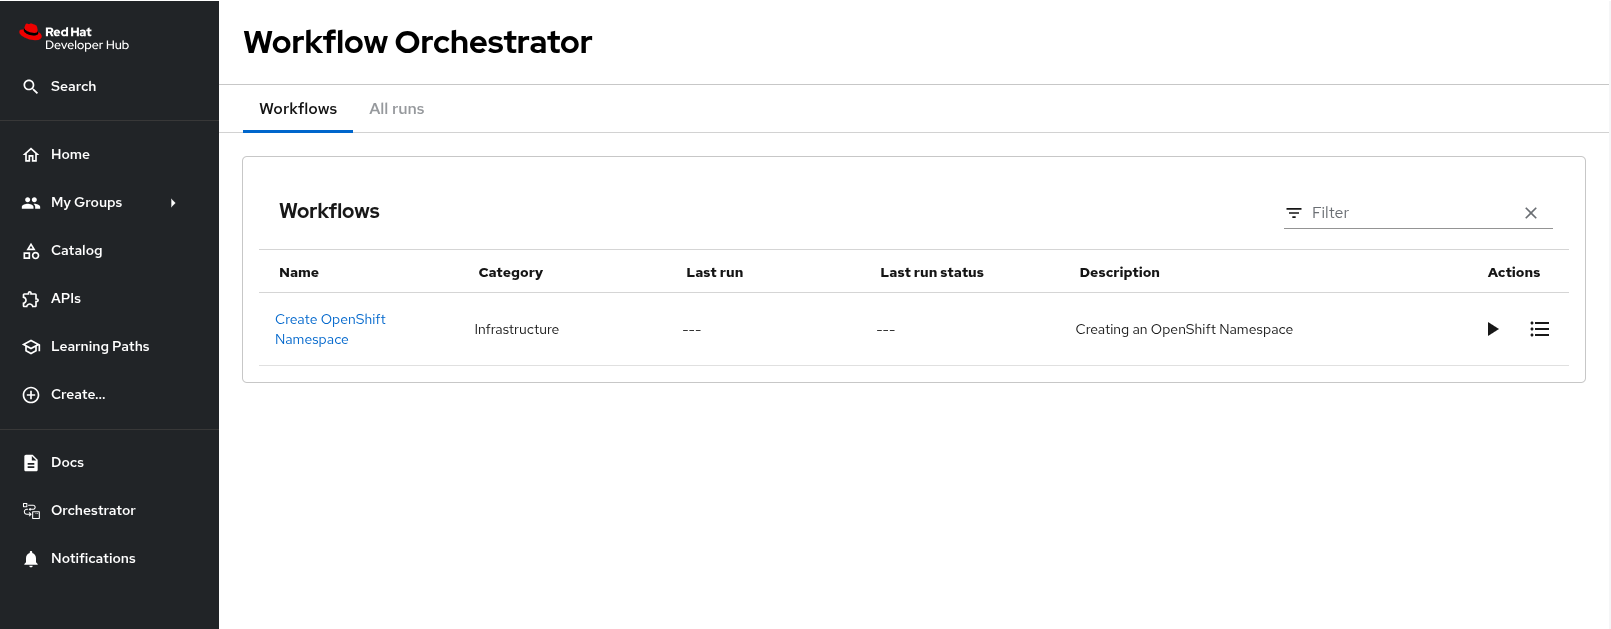 Red Hat
Developer Hub
Search
Home
My Groups
Catalog
APIs
Learning Paths
Create...
Docs
Orchestrator
Notifications
Workflow Orchestrator
Workflows All runs
Workflows
Filter
Name Category Last run Last run status Description Actions
Create OpenShift
Namespace Infrastructure --- --- Creating an OpenShift Namespace